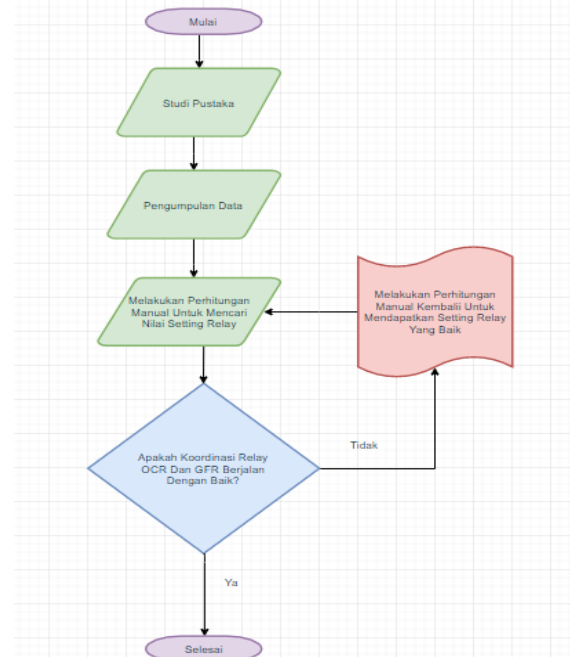 Mulai
Studi Pustaka
Pengumpulan Data
Melakukan Perhitungan
Manual Untuk Mencari
Nilai Setting Relay
Melakukan Perhitungan
Manual Kembalii Untuk
Mendapatkan Setting Relay
Yang Baik
Apakah Koordinasi Relay
OCR Dan GFR Berjalan
Dengan Baik?
Tidak
Ya
Selesai